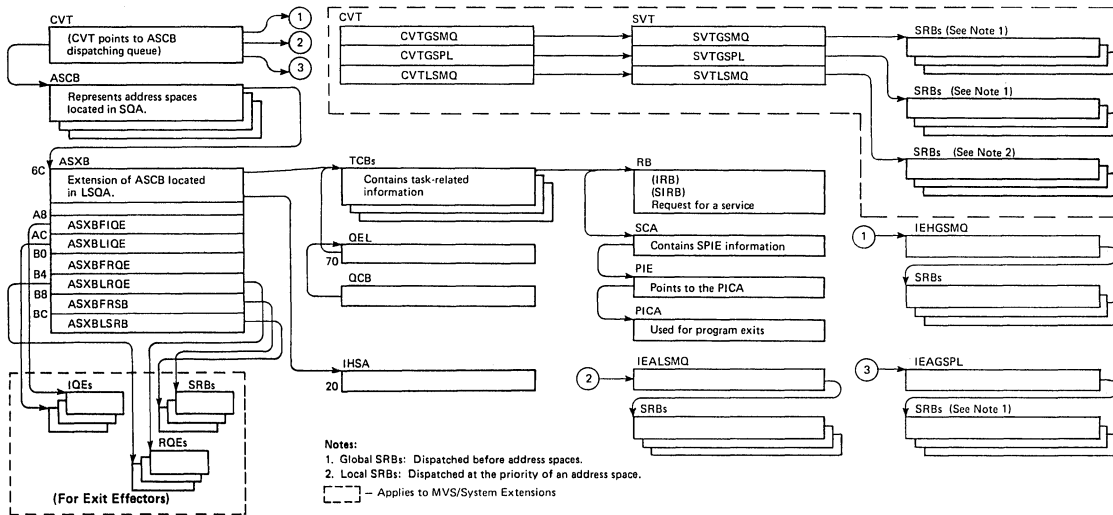 CVT
(CVT points to ASCB
dispatching queue)
1
2
3
ASCB
Represents address spaces
located in SQA.
CVT
CVTGSMQ
CVTGSPL
CVTLSMQ
SVT
SVTGSMQ
SVTGSPL
SVTLSMQ
SRBs (See Note 1)
SRBs (See Note 1)
SRBs (See Note 2)
ASXB
6C
Extension of ASCB located
in LSQA.
A8
ASXBFIQE
AC
ASXBLIQE
B0
ASXBFRQE
B4
ASXBLRQE
B8
ASXBFRSB
BC
ASXBLSRB
TCBs
Contains task-related
information
QEL
70
QCB
IHSA
20
RB
(IRB)
(SIRB)
Request for a service
SCA
Contains SPIE information
PIE
Points to the PICA
PICA
Used for program exits
1
IEHGSMQ
SRBs
2
IEALSMQ
SRBs
3
IEAGSPL
SRBs (See Note 1)
IQEs
SRBs
RQEs
(For Exit Effectors)
Notes:
1. Global SRBs: Dispatched before address spaces.
2. Local SRBs: Dispatched at the priority of an address space.
– Applies to MVS/System Extensions